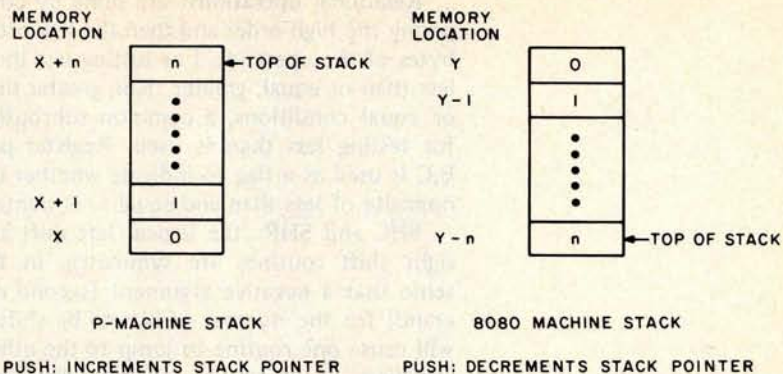 MEMORY
LOCATION
X + n
n
TOP OF STACK
X + 1
1
X
0
P-MACHINE STACK
PUSH: INCREMENTS STACK POINTER
MEMORY
LOCATION
Y
0
Y - 1
1
Y - n
n
TOP OF STACK
8080 MACHINE STACK
PUSH: DECREMENTS STACK POINTER